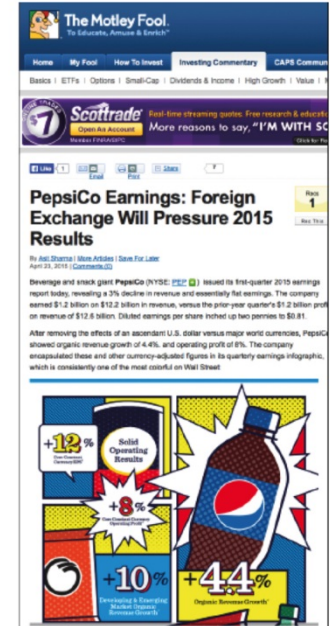 The Motley Fool.
To Educate, Amuse & Enrich
Home My Fool How To Invest Investing Commentary CAPS Commun
Basics | ETFs | Options | Small-Cap | Dividends & Income | High Growth | Value |
$7 Scottrade Real-time streaming quotes. Free research & educatio
Open An Account More reasons to say, "I'M WITH SC
Member FINRA/SIPC
Like 1 Share
Email Print
Recs
1
PepsiCo Earnings: Foreign
Exchange Will Pressure 2015
Results
By Asit Sharma | More Articles | Save For Later
April 23, 2015 | Comments (0)
Beverage and snack giant PepsiCo (NYSE: PEP ) issued its first-quarter 2015 earnings
report today, revealing a 3% decline in revenue and essentially flat earnings. The company
earned $1.2 billion on $12.2 billion in revenue, versus the prior-year quarter's $1.2 billion profi
on revenue of $12.6 billion. Diluted earnings per share inched up two pennies to $0.81.
After removing the effects of an ascendant U.S. dollar versus major world currencies, PepsiCo
showed organic revenue growth of 4.4%, and operating profit of 8%. The company
encapsulated these and other currency-adjusted figures in its quarterly earnings infographic,
which is consistently one of the most colorful on Wall Street
+12%
Solid
Operating
Results
+8%
+10%
Developing & Emerging
Market Organic
Revenue Growth
+4.4%
Organic Revenue Growth